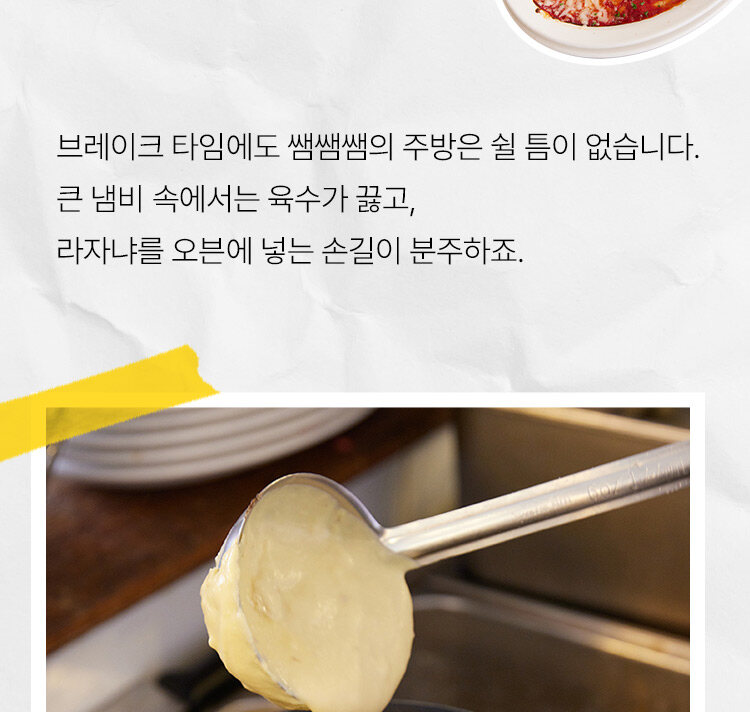 브레이크 타임에도 쌤쌤쌤의 주방은 쉴 틈이 없습니다.
큰 냄비 속에서는 육수가 끓고,
라자냐를 오븐에 넣는 손길이 분주하죠.